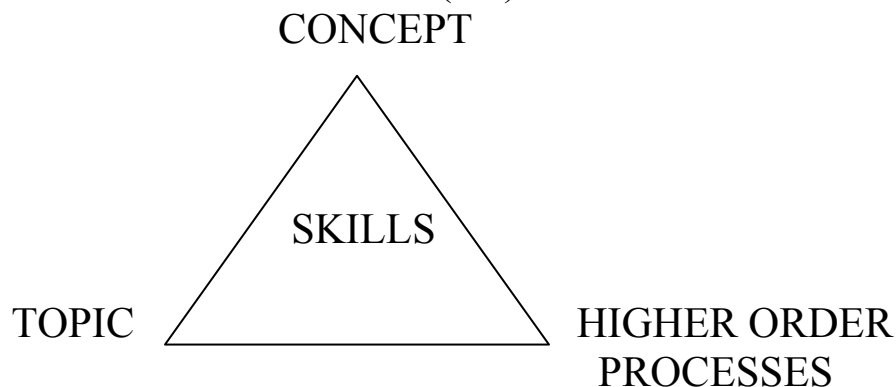 CONCEPT
SKILLS
TOPIC
HIGHER ORDER
PROCESSES